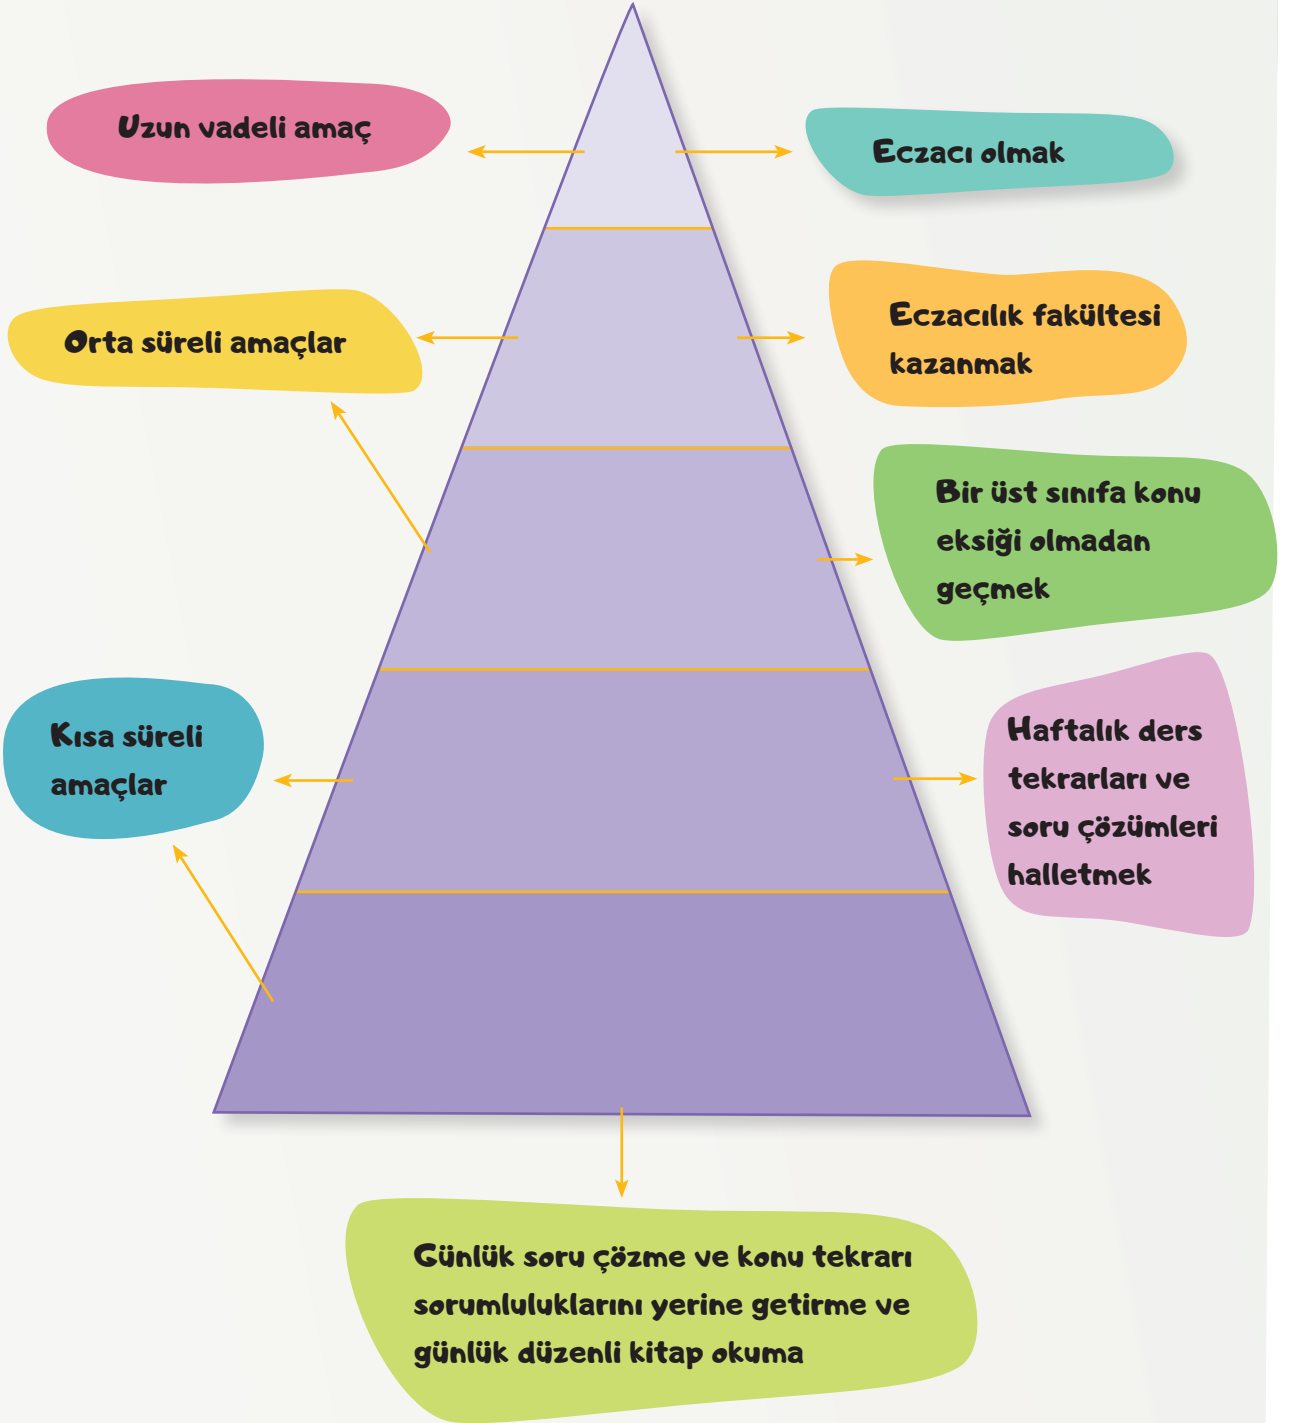 Uzun vadeli amaç
Eczacı olmak
Orta süreli amaçlar
Eczacılık fakültesi
kazanmak
Bir üst sınıfa konu
eksiği olmadan
geçmek
Kısa süreli
amaçlar
Haftalık ders
tekrarları ve
soru çözümleri
halletmek
Günlük soru çözme ve konu tekrarı
sorumluluklarını yerine getirme ve
günlük düzenli kitap okuma